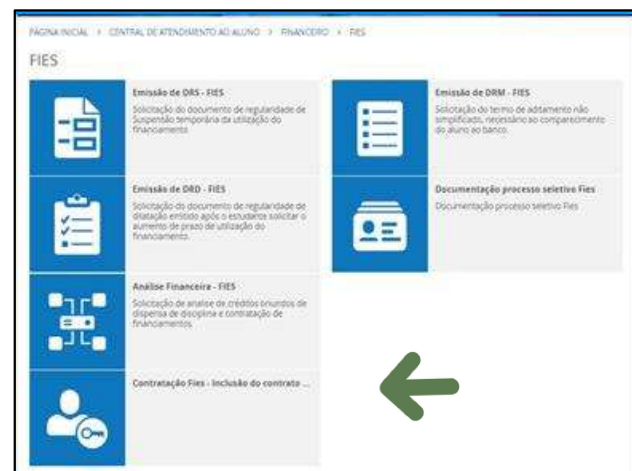 PÁGINA INICIAL > CENTRAL DE ATENDIMENTO AO ALUNO > FINANCEIRO > FIES
FIES
Emissão de DRS - FIES
Solicitação do documento de regularidade de
Suspensão temporária da utilização do
financiamento.
Emissão de DRM - FIES
Solicitação do termo de aditamento não
simplificado, necessário ao comparecimento
do aluno ao banco.
Emissão de DRD - FIES
Solicitação do documento de regularidade de
dilatação emitido após o estudante solicitar o
aumento de prazo de utilização do
financiamento.
Documentação processo seletivo Fies
Documentação processo seletivo Fies
Análise Financeira - FIES
Solicitação de analise de créditos oriundos de
dispensa de disciplina e contratação de
financiamentos.
Contratação Fies - Inclusão do contrato ...